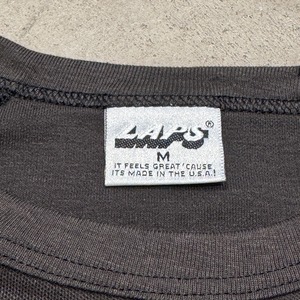 LAPS®
M
IT FEELS GREAT 'CAUSE
ITS MADE IN THE U.S.A.!